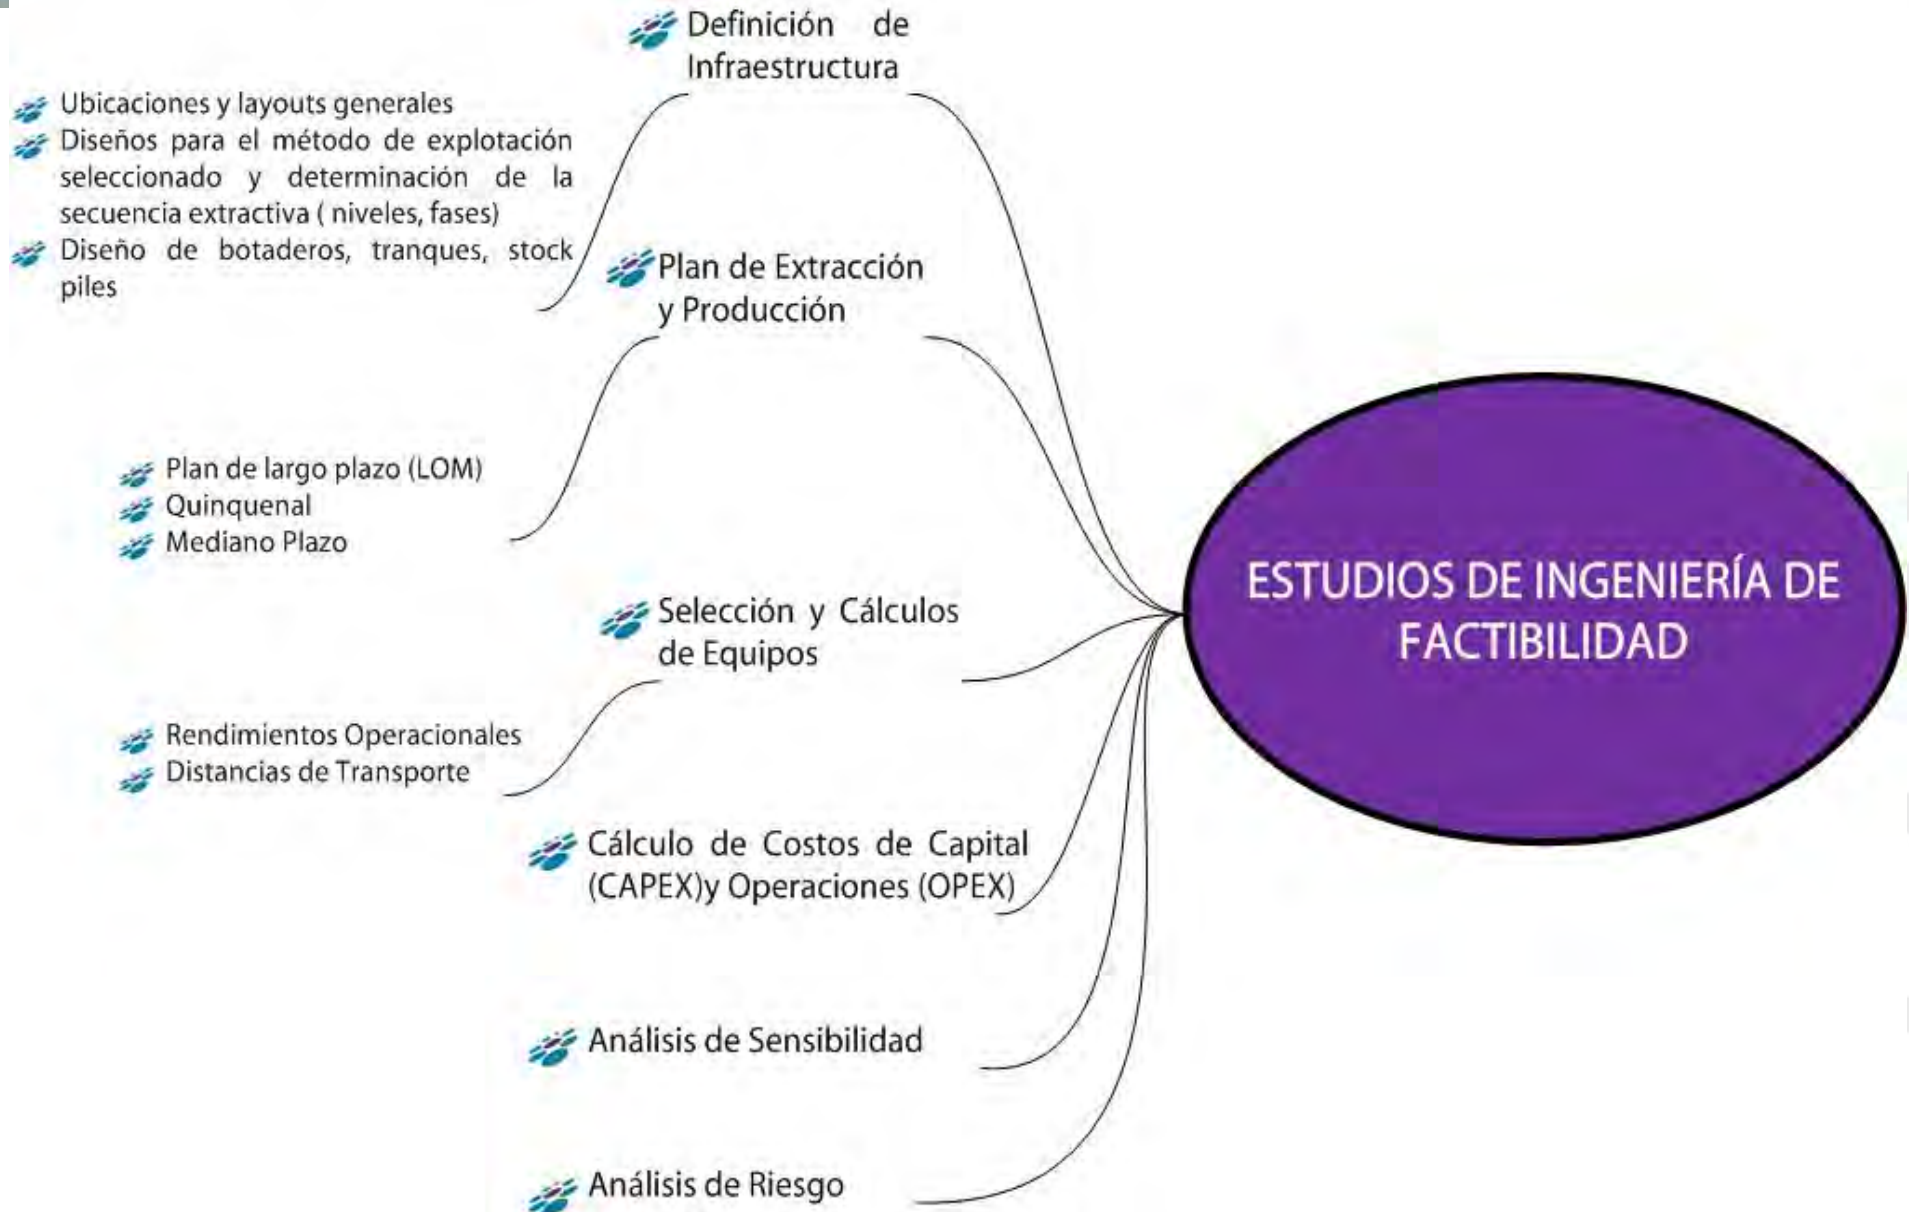 Definición de
Infraestructura
Ubicaciones y layouts generales
Diseños para el método de explotación
seleccionado y determinación de la
secuencia extractiva ( niveles, fases)
Diseño de botaderos, tranques, stock
piles
Plan de Extracción
y Producción
Plan de largo plazo (LOM)
Quinquenal
Mediano Plazo
Selección y Cálculos
de Equipos
Rendimientos Operacionales
Distancias de Transporte
Cálculo de Costos de Capital
(CAPEX)y Operaciones (OPEX)
Análisis de Sensibilidad
Análisis de Riesgo
ESTUDIOS DE INGENIERÍA DE
FACTIBILIDAD